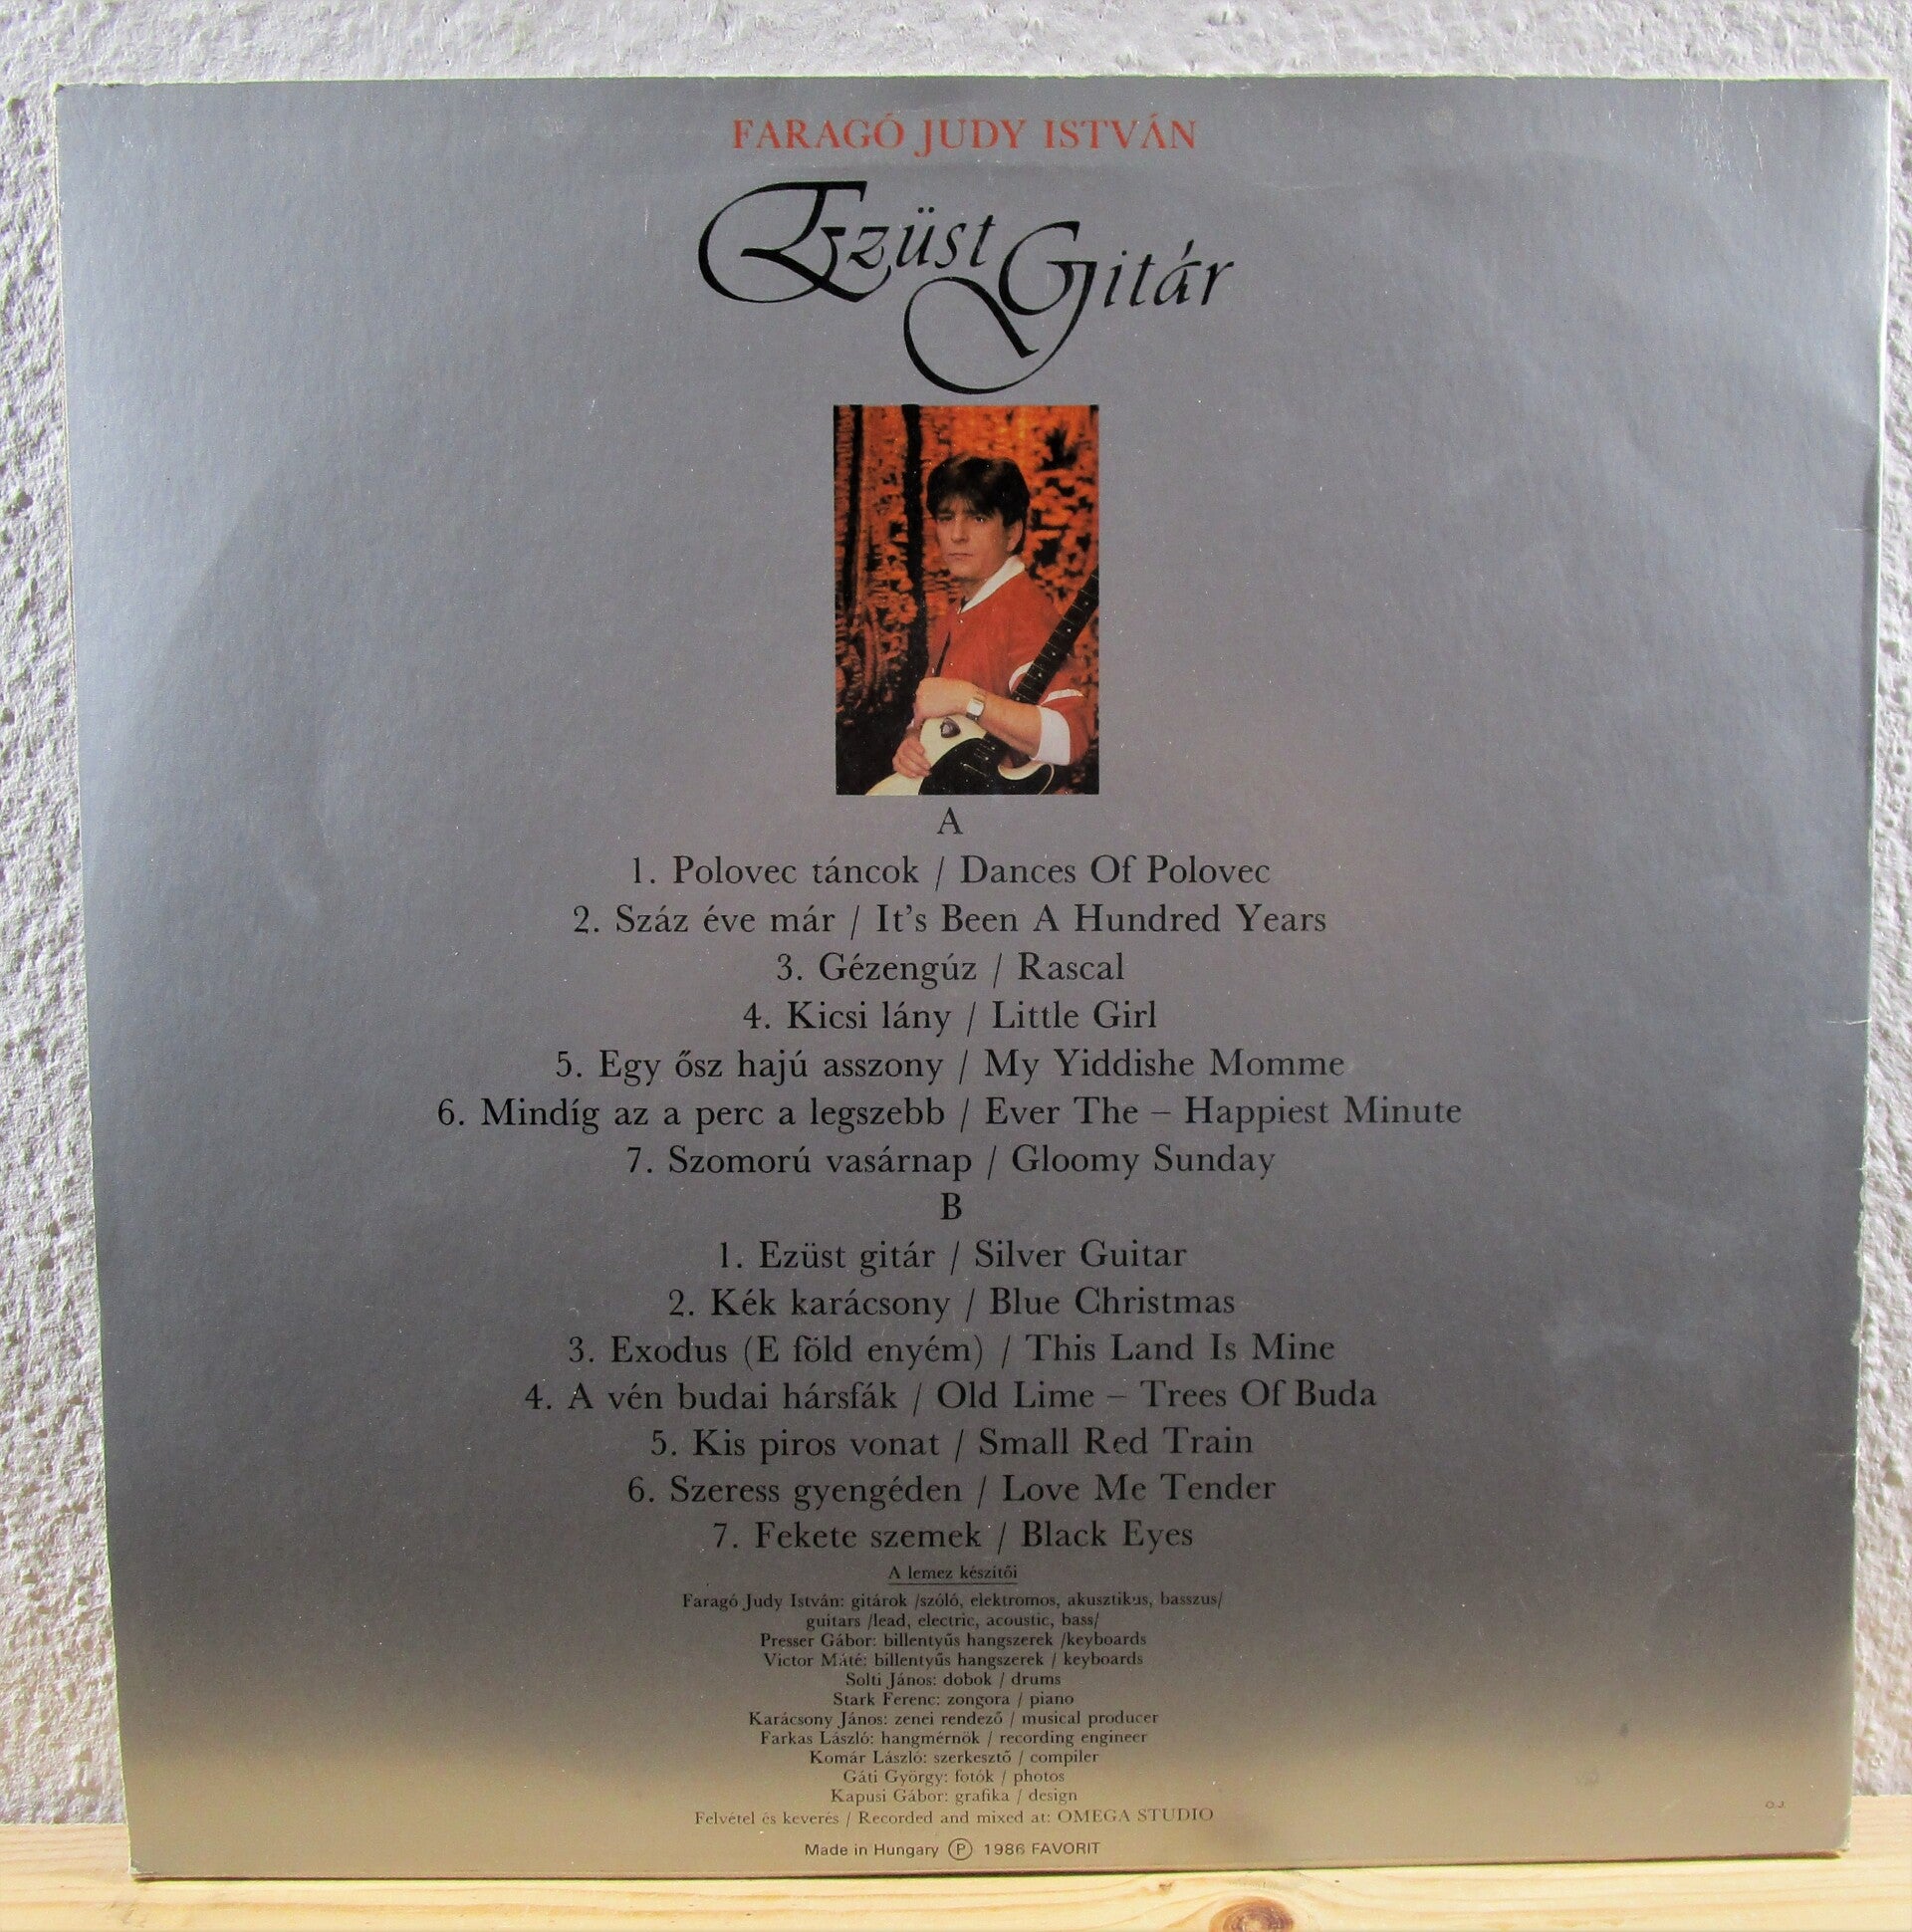 FARAGÓ JUDY ISTVÁN
Ezüst Gitár
A
1. Polovec táncok / Dances Of Polovec
2. Száz éve már / It's Been A Hundred Years
3. Gézengúz / Rascal
4. Kicsi lány / Little Girl
5. Egy ősz hajú asszony / My Yiddishe Momme
6. Mindíg az a perc a legszebb / Ever The – Happiest Minute
7. Szomorú vasárnap / Gloomy Sunday
B
1. Ezüst gitár / Silver Guitar
2. Kék karácsony / Blue Christmas
3. Exodus (E föld enyém) / This Land Is Mine
4. A vén budai hársfák / Old Lime – Trees Of Buda
5. Kis piros vonat / Small Red Train
6. Szeress gyengéden / Love Me Tender
7. Fekete szemek / Black Eyes
A lemez készítői
Faragó Judy István: gitárok /szóló, elektromos, akusztikus, basszus/
guitars /lead, electric, acoustic, bass/
Presser Gábor: billentyűs hangszerek /keyboards
Victor Máté: billentyűs hangszerek / keyboards
Solti János: dobok / drums
Stark Ferenc: zongora / piano
Karácsony János: zenei rendező / musical producer
Farkas László: hangmérnök / recording engineer
Komár László: szerkesztő / compiler
Gáti György: fotók / photos
Kapusi Gábor: grafika / design
Felvétel és keverés / Recorded and mixed at: OMEGA STUDIO
Made in Hungary Ⓟ 1986 FAVORIT
O.J.